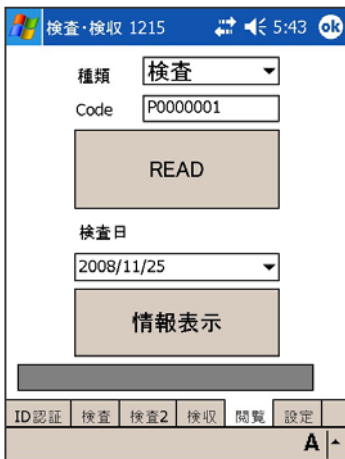 検査・検収 1215 5:43 ok
種類 検査
Code P0000001
READ
検査日
2008/11/25
情報表示
ID認証 検査 検査2 検収 閲覧 設定
A